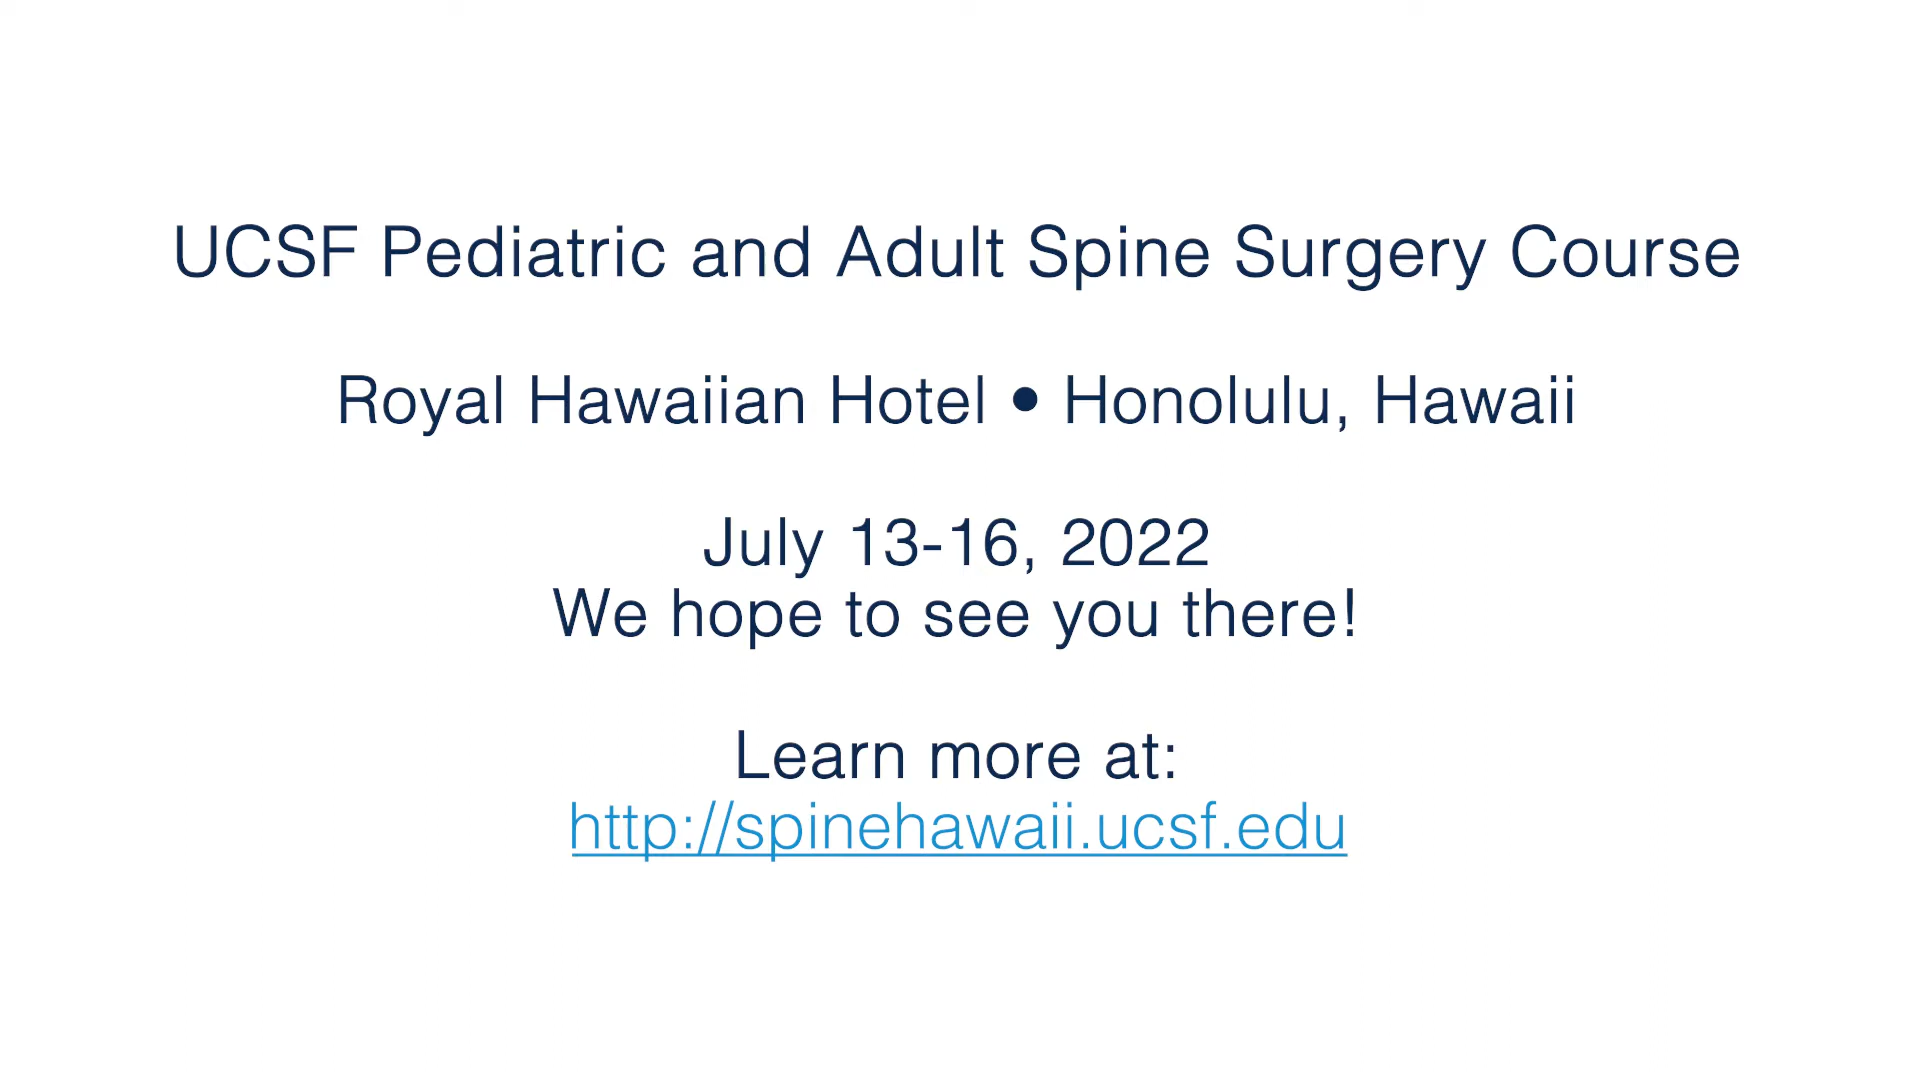 UCSF Pediatric and Adult Spine Surgery Course
Royal Hawaiian Hotel • Honolulu, Hawaii
July 13-16, 2022
We hope to see you there!
Learn more at:
http://spinehawaii.ucsf.edu